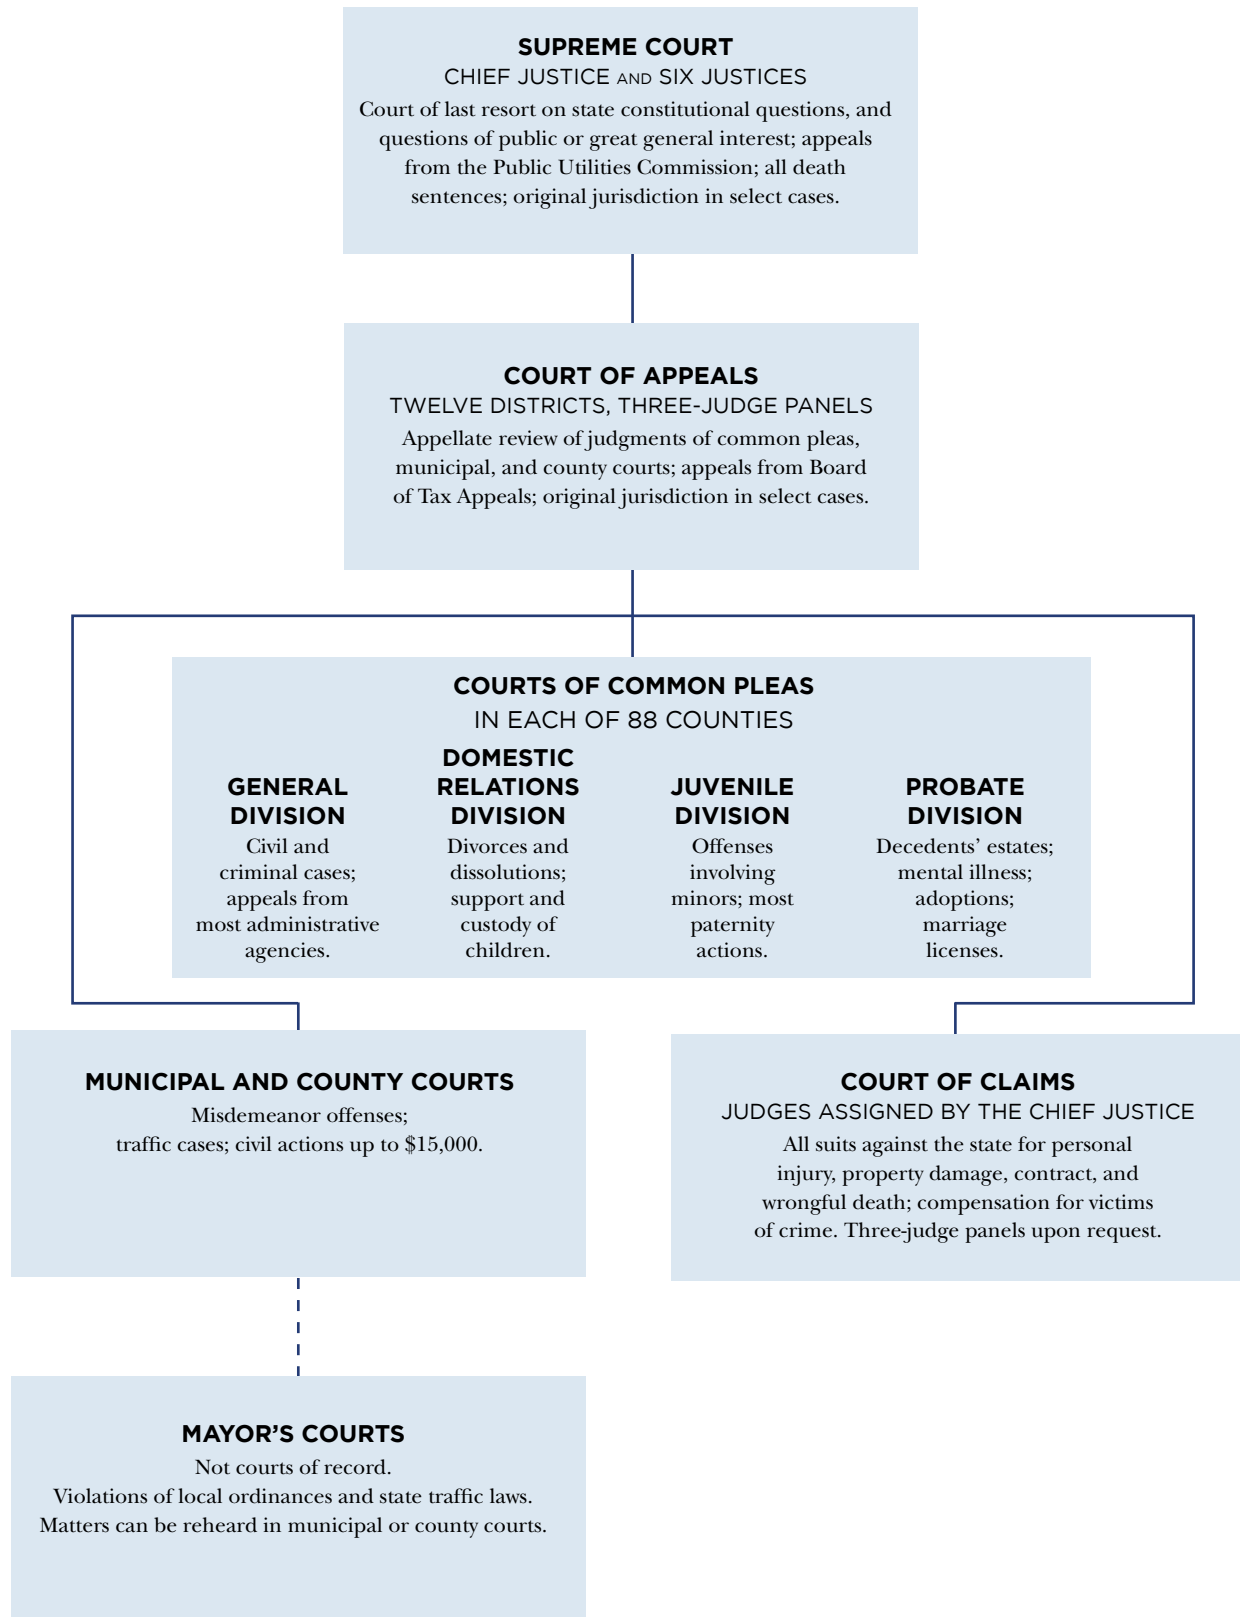 SUPREME COURT
CHIEF JUSTICE AND SIX JUSTICES
Court of last resort on state constitutional questions, and
questions of public or great general interest; appeals
from the Public Utilities Commission; all death
sentences; original jurisdiction in select cases.
COURT OF APPEALS
TWELVE DISTRICTS, THREE-JUDGE PANELS
Appellate review of judgments of common pleas,
municipal, and county courts; appeals from Board
of Tax Appeals; original jurisdiction in select cases.
COURTS OF COMMON PLEAS
IN EACH OF 88 COUNTIES
GENERAL
DIVISION
Civil and
criminal cases;
appeals from
most administrative
agencies.
DOMESTIC
RELATIONS
DIVISION
Divorces and
dissolutions;
support and
custody of
children.
JUVENILE
DIVISION
Offenses
involving
minors; most
paternity
actions.
PROBATE
DIVISION
Decedents’ estates;
mental illness;
adoptions;
marriage
licenses.
MUNICIPAL AND COUNTY COURTS
Misdemeanor offenses;
traffic cases; civil actions up to $15,000.
COURT OF CLAIMS
JUDGES ASSIGNED BY THE CHIEF JUSTICE
All suits against the state for personal
injury, property damage, contract, and
wrongful death; compensation for victims
of crime. Three-judge panels upon request.
MAYOR’S COURTS
Not courts of record.
Violations of local ordinances and state traffic laws.
Matters can be reheard in municipal or county courts.